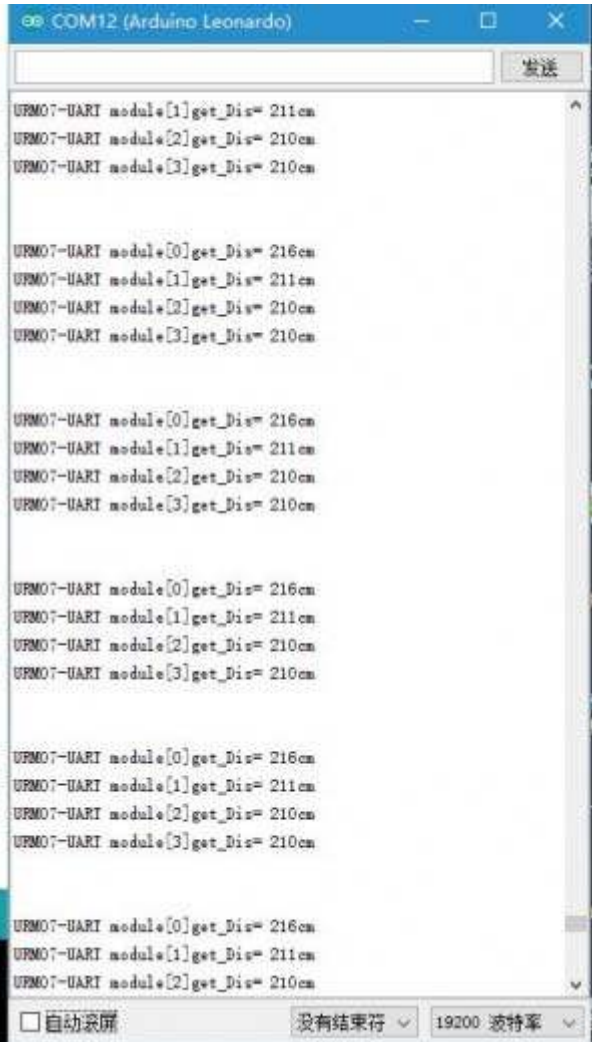 COM12 (Arduino Leonardo)
发送
URM07-UART module[1]get_Dis= 211cm
URM07-UART module[2]get_Dis= 210cm
URM07-UART module[3]get_Dis= 210cm
URM07-UART module[0]get_Dis= 216cm
URM07-UART module[1]get_Dis= 211cm
URM07-UART module[2]get_Dis= 210cm
URM07-UART module[3]get_Dis= 210cm
URM07-UART module[0]get_Dis= 216cm
URM07-UART module[1]get_Dis= 211cm
URM07-UART module[2]get_Dis= 210cm
URM07-UART module[3]get_Dis= 210cm
URM07-UART module[0]get_Dis= 216cm
URM07-UART module[1]get_Dis= 211cm
URM07-UART module[2]get_Dis= 210cm
URM07-UART module[3]get_Dis= 210cm
URM07-UART module[0]get_Dis= 216cm
URM07-UART module[1]get_Dis= 211cm
URM07-UART module[2]get_Dis= 210cm
URM07-UART module[3]get_Dis= 210cm
URM07-UART module[0]get_Dis= 216cm
URM07-UART module[1]get_Dis= 211cm
URM07-UART module[2]get_Dis= 210cm
自动滚屏 没有结束符 19200 波特率